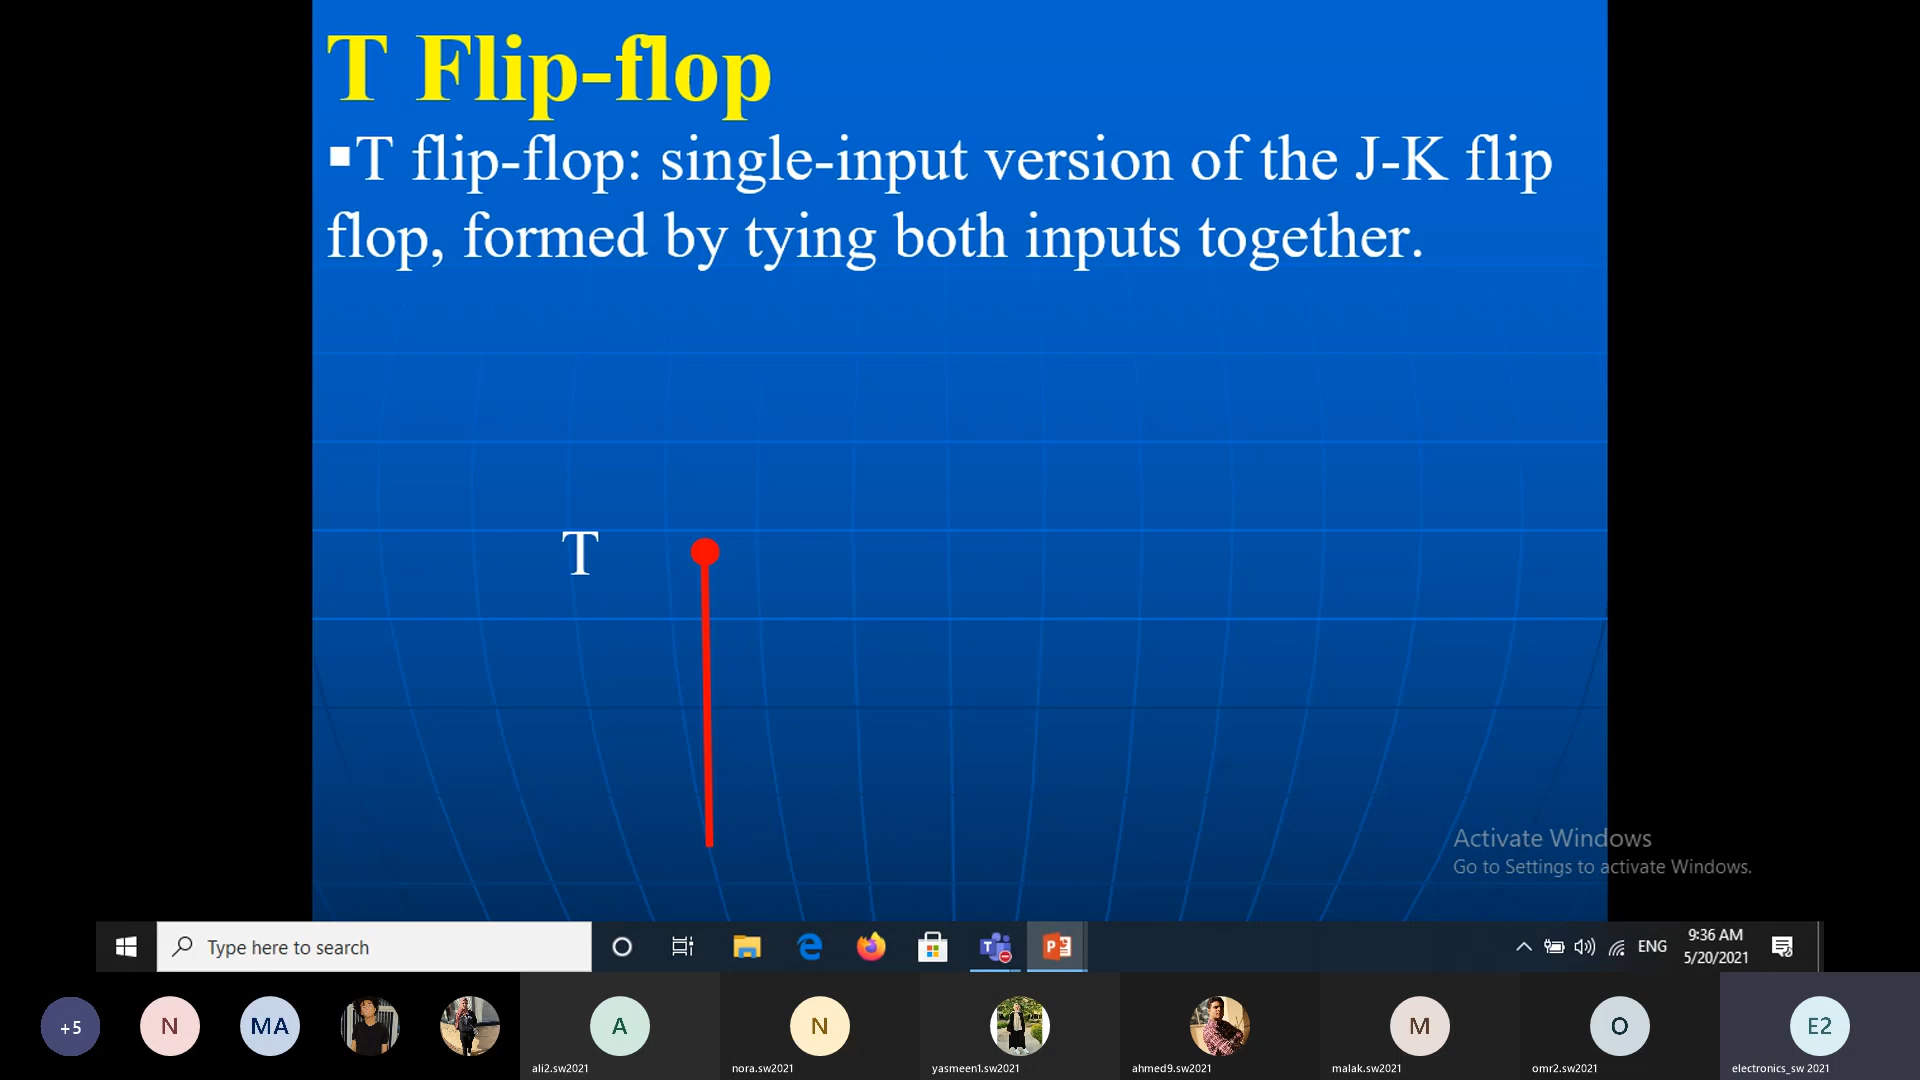 T Flip-flop
▪T flip-flop: single-input version of the J-K flip
flop, formed by tying both inputs together.
T
Activate Windows
Go to Settings to activate Windows.
Type here to search
ENG
9:36 AM
5/20/2021
+5
N
MA
A
N
M
O
E2
ali2.sw2021
nora.sw2021
yasmeen1.sw2021
ahmed9.sw2021
malak.sw2021
omr2.sw2021
electronics_sw 2021